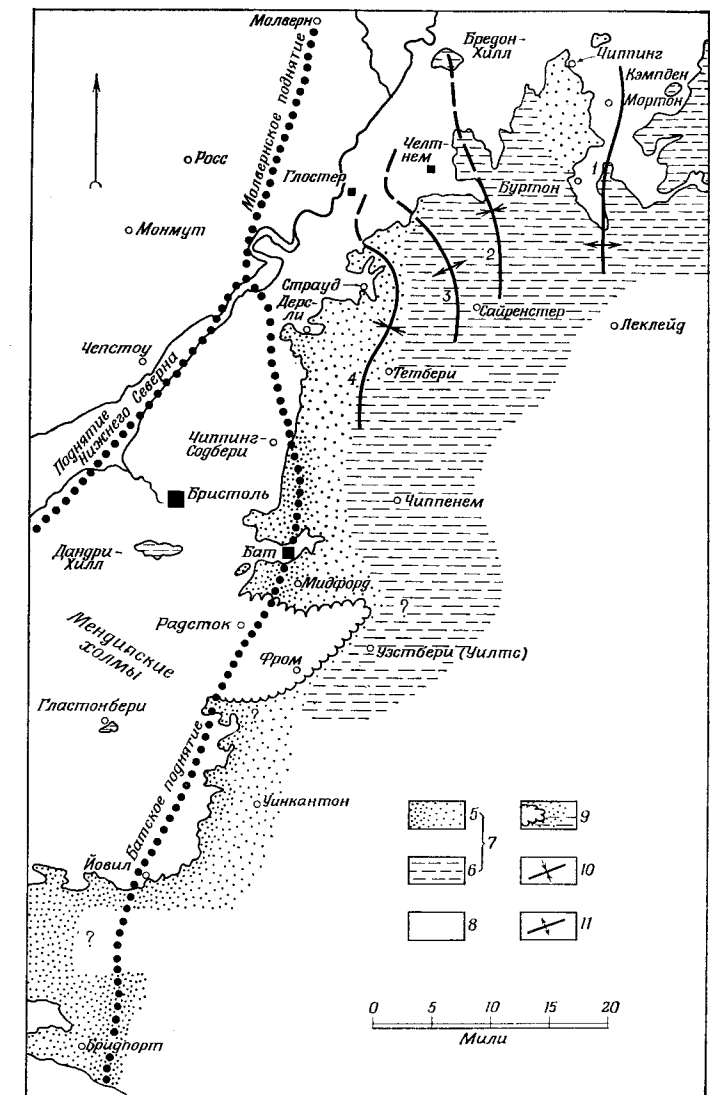 Малверн
Бредон-
Хилл
Чиппинг
Кэмпден
Мортон
Малвернское поднятие
Росс
Челт-
нем
Глостер
1
Буртон
Монмут
2
Страуд
Дерс-
ли
3
Сайренстер
Леклейд
Чепстоу
4
Тетбери
Поднятие
Нижнего Северна
Чиппинг-
Содбери
Бристоль
Чиппенем
Дандри-
Хилл
Бат
Мидфорд
?
Радсток
Мендипские
холмы
Фром
Уэстбери (Уилтс)
Гластонбери
?
Батское поднятие
Уинкантон
5
9
7
Йовил
6
10
?
8
11
0 5 10 15 20
Мили
Бридпорт